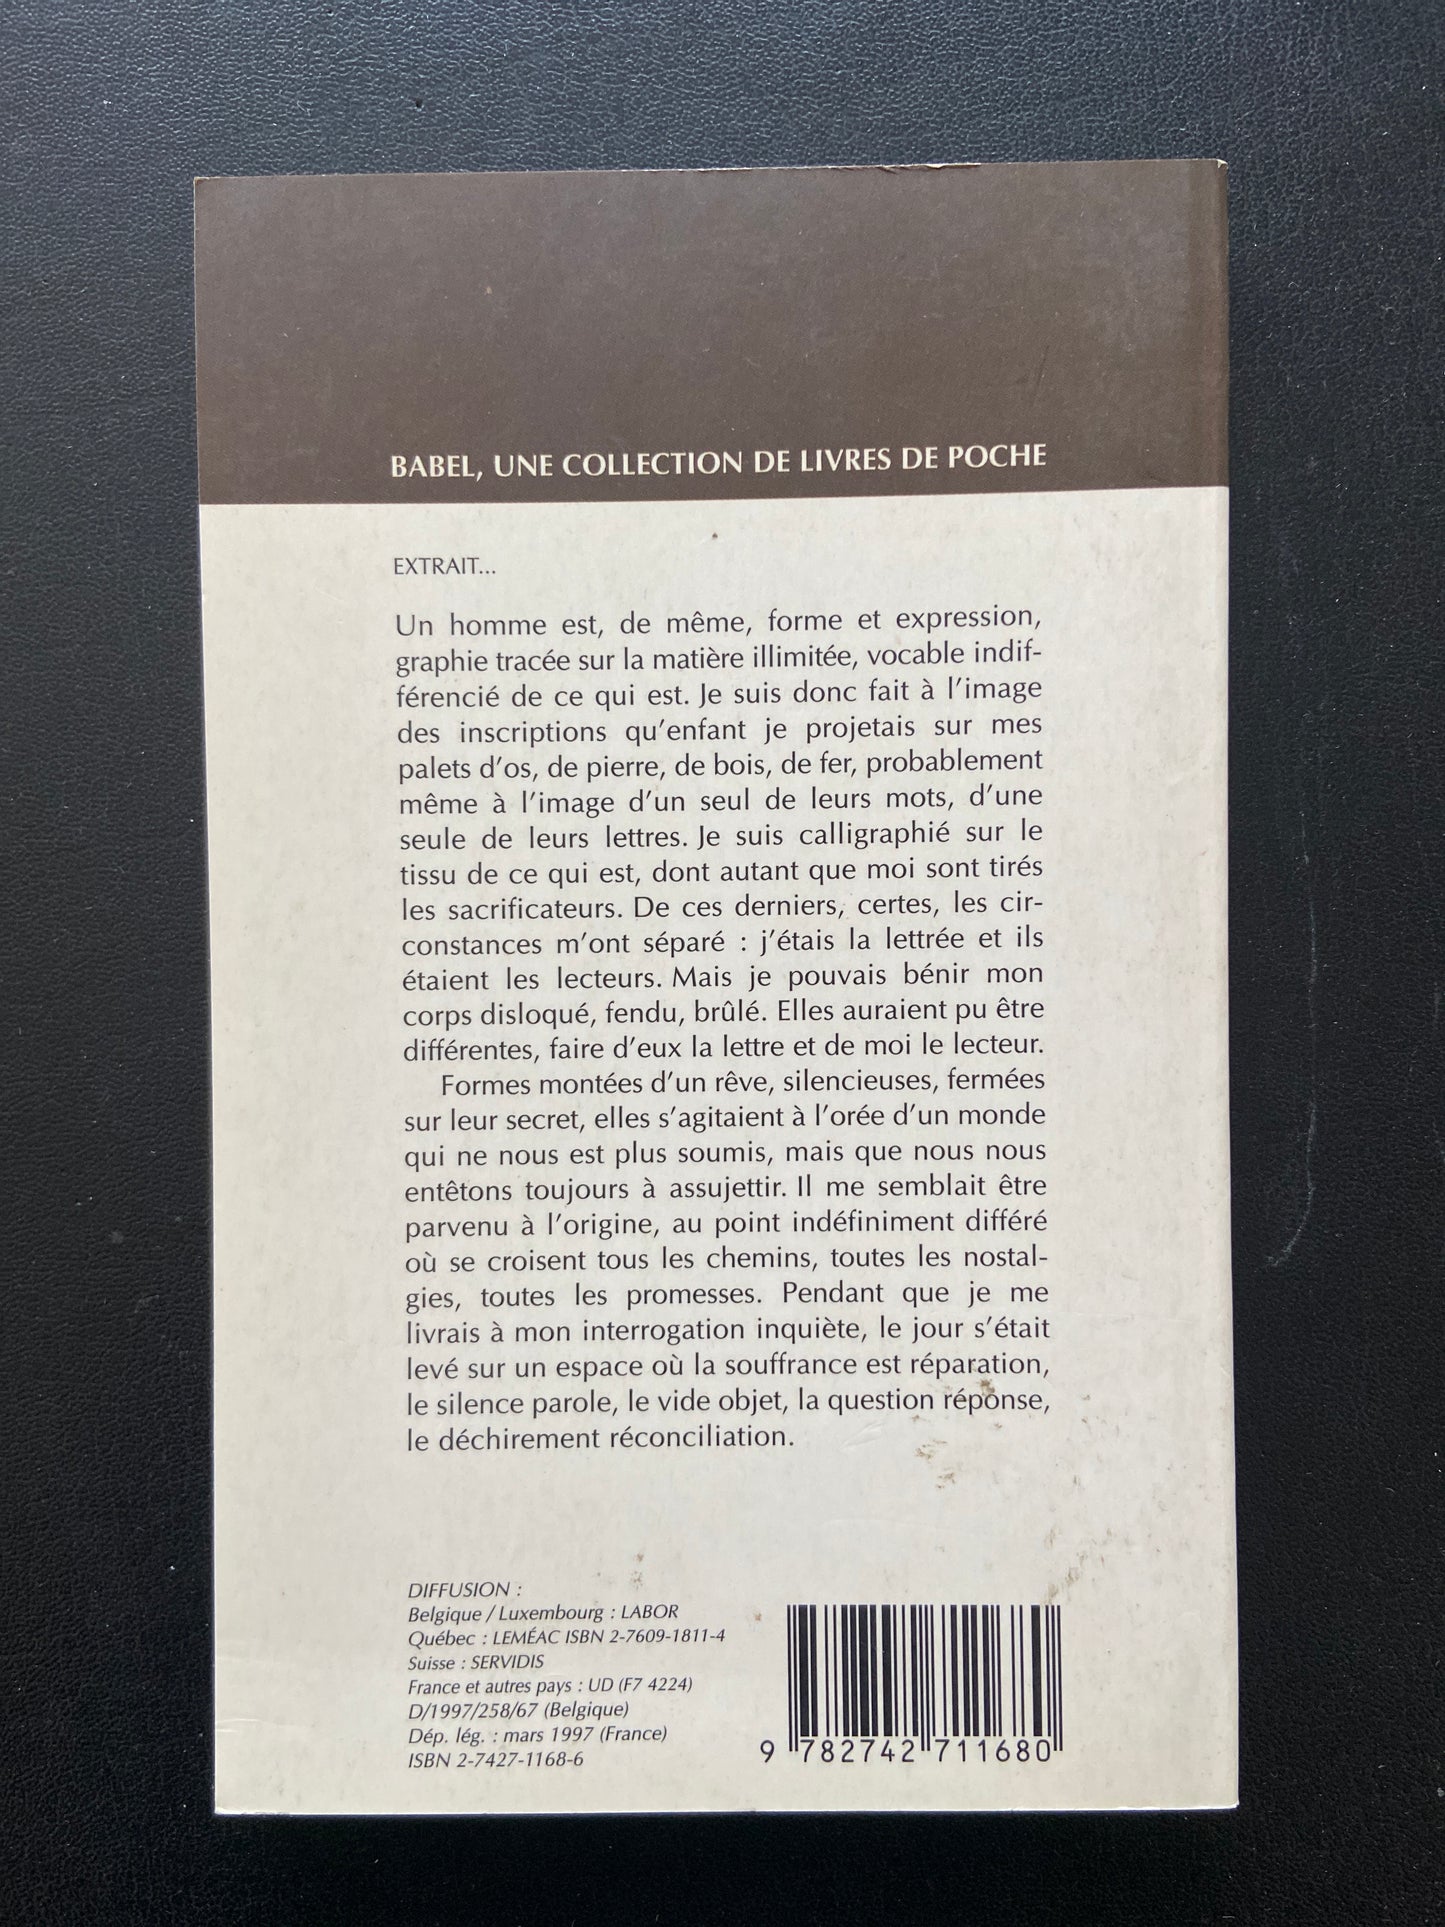 BABEL, UNE COLLECTION DE LIVRES DE POCHE
EXTRAIT...
Un homme est, de même, forme et expression,
graphie tracée sur la matière illimitée, vocable indif-
férencié de ce qui est. Je suis donc fait à l'image
des inscriptions qu'enfant je projetais sur mes
palets d'os, de pierre, de bois, de fer, probablement
même à l'image d'un seul de leurs mots, d'une
seule de leurs lettres. Je suis calligraphié sur le
tissu de ce qui est, dont autant que moi sont tirés
les sacrificateurs. De ces derniers, certes, les cir-
constances m'ont séparé : j'étais la lettrée et ils
étaient les lecteurs. Mais je pouvais bénir mon
corps disloqué, fendu, brûlé. Elles auraient pu être
différentes, faire d'eux la lettre et de moi le lecteur.
Formes montées d'un rêve, silencieuses, fermées
sur leur secret, elles s'agitaient à l'orée d'un monde
qui ne nous est plus soumis, mais que nous nous
entêtons toujours à assujettir. Il me semblait être
parvenu à l'origine, au point indéfiniment différé
où se croisent tous les chemins, toutes les nostal-
gies, toutes les promesses. Pendant que je me
livrais à mon interrogation inquiète, le jour s'était
levé sur un espace où la souffrance est réparation,
le silence parole, le vide objet, la question réponse,
le déchirement réconciliation.
DIFFUSION :
Belgique / Luxembourg : LABOR
Québec : LEMÉAC ISBN 2-7609-1811-4
Suisse : SERVIDIS
France et autres pays : UD (F7 4224)
D/1997/258/67 (Belgique)
Dép. lég. : mars 1997 (France)
ISBN 2-7427-1168-6
9 782742 711680